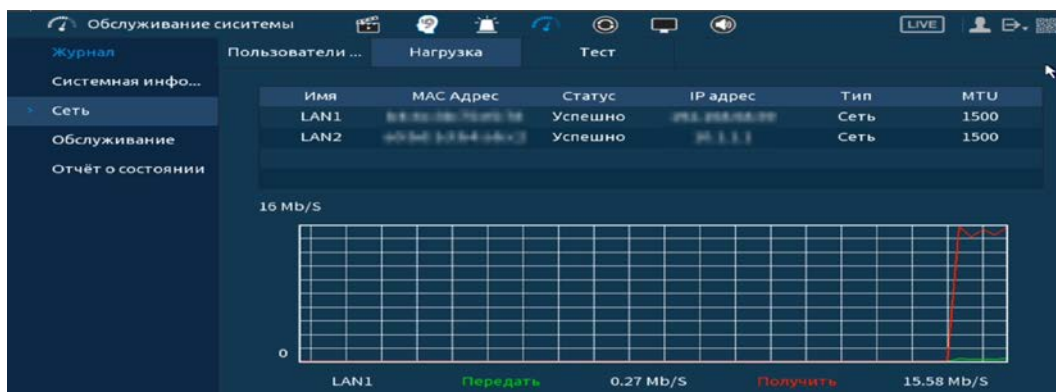 Обслуживание сиситемы LIVE
Журнал
Системная инфо...
Сеть
Обслуживание
Отчёт о состоянии
Пользователи ... Нагрузка Тест
Имя МАС Адрес Статус IP адрес Тип MTU
LAN1 Успешно Сеть 1500
LAN2 Успешно Сеть 1500
16 Mb/S
0
LAN1 Передать 0.27 Mb/S Получить 15.58 Mb/S